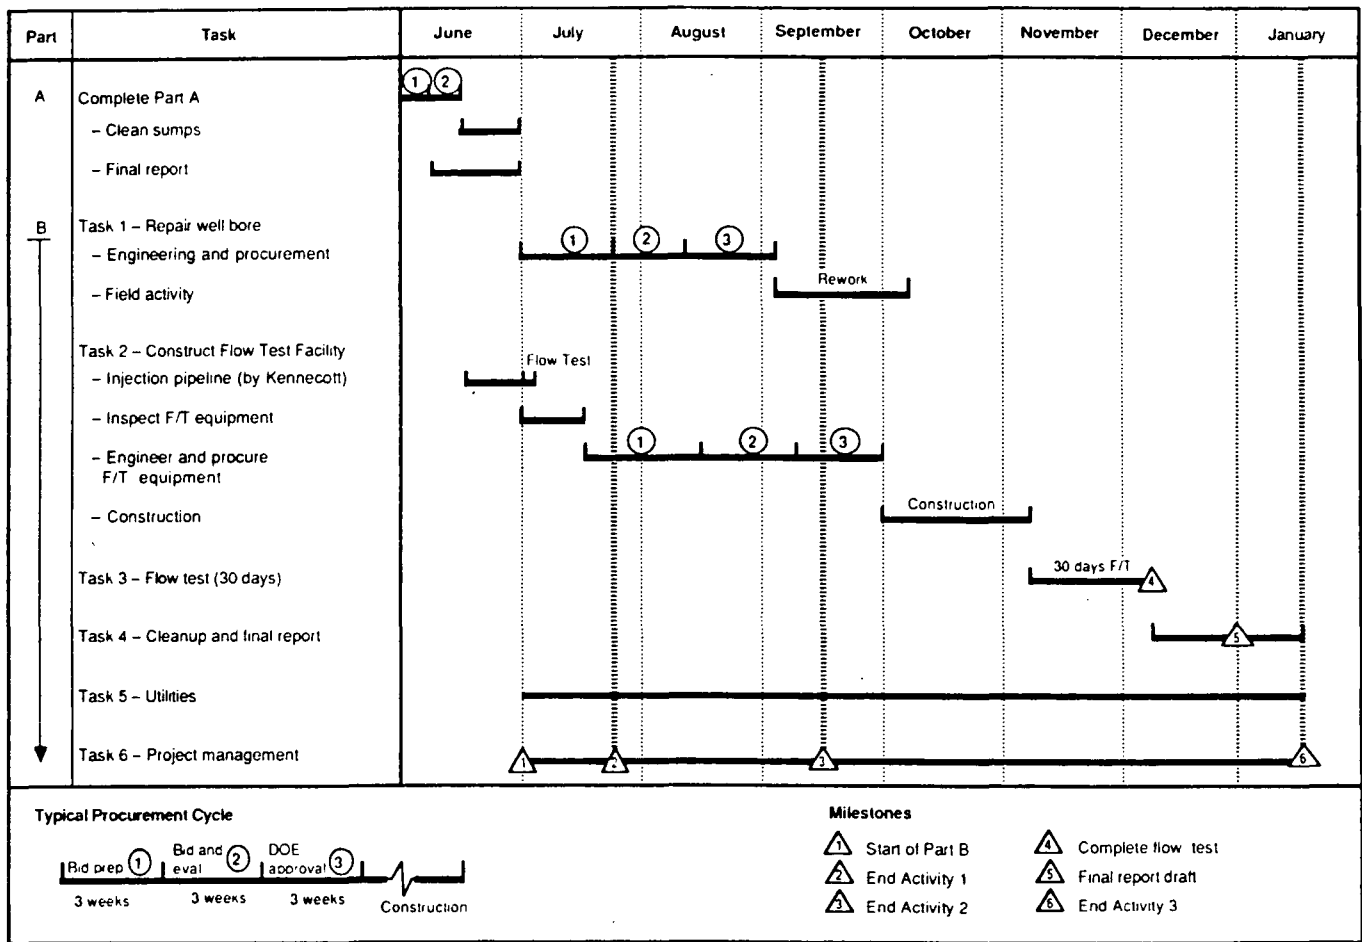 Part Task June July August September October November December January
A Complete Part A 1 2
– Clean sumps
– Final report
B Task 1 – Repair well bore
– Engineering and procurement 1 2 3
– Field activity Rework
Task 2 – Construct Flow Test Facility
Flow Test
– Injection pipeline (by Kennecott)
– Inspect F/T equipment
– Engineer and procure 1 2 3
F/T equipment
– Construction Construction
Task 3 – Flow test (30 days) 30 days F/T 4
Task 4 – Cleanup and final report 5
Task 5 – Utilities
Task 6 – Project management 1 2 3 6
Typical Procurement Cycle
Bid prep 1 Bid and eval 2 DOE approval 3
3 weeks 3 weeks 3 weeks Construction
Milestones
1 Start of Part B
2 End Activity 1
3 End Activity 2
4 Complete flow test
5 Final report draft
6 End Activity 3